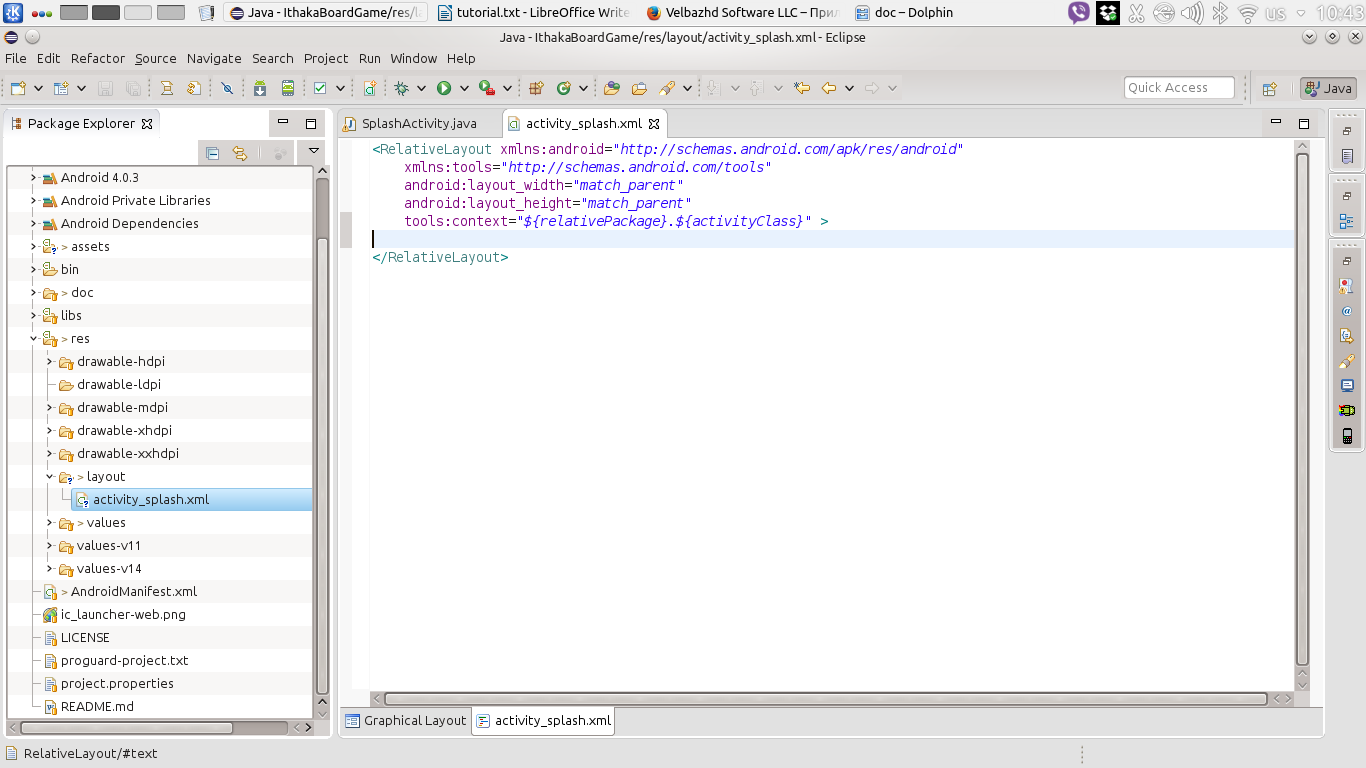 Java - IthakaBoardGame/res/la
tutorial.txt - LibreOffice Write
Velbazhd Software LLC – Прил
doc – Dolphin
us
10:43
Java - IthakaBoardGame/res/layout/activity_splash.xml - Eclipse
File Edit Refactor Source Navigate Search Project Run Window Help
Quick Access
Java
Package Explorer
SplashActivity.java
activity_splash.xml
Android 4.0.3
Android Private Libraries
Android Dependencies
> assets
bin
> doc
libs
> res
drawable-hdpi
drawable-ldpi
drawable-mdpi
drawable-xhdpi
drawable-xxhdpi
> layout
activity_splash.xml
> values
values-v11
values-v14
> AndroidManifest.xml
ic_launcher-web.png
LICENSE
proguard-project.txt
project.properties
README.md
<RelativeLayout xmlns:android="http://schemas.android.com/apk/res/android"
xmlns:tools="http://schemas.android.com/tools"
android:layout_width="match_parent"
android:layout_height="match_parent"
tools:context="${relativePackage}.${activityClass}" >
</RelativeLayout>
Graphical Layout
activity_splash.xml
RelativeLayout/#text